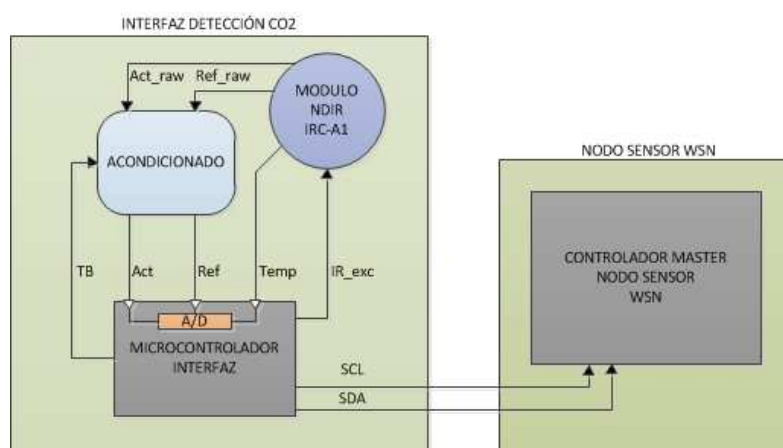 INTERFAZ DETECCIÓN CO2
Act_raw
Ref_raw
MODULO
NDIR
IRC-A1
ACONDICIONADO
TB
Act
Ref
Temp
IR_exc
A/D
MICROCONTROLADOR
INTERFAZ
SCL
SDA
NODO SENSOR WSN
CONTROLADOR MASTER
NODO SENSOR
WSN